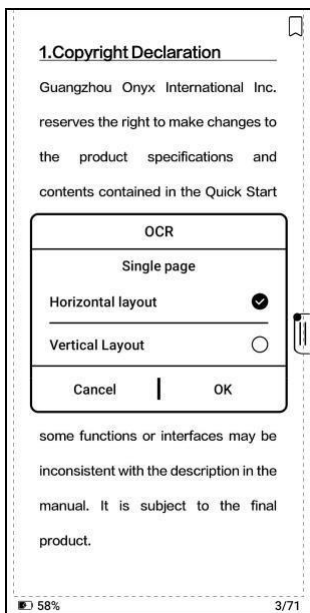 1.Copyright Declaration
Guangzhou Onyx International Inc.
reserves the right to make changes to
the product specifications and
contents contained in the Quick Start
OCR
Single page
Horizontal layout
Vertical Layout
Cancel
OK
some functions or interfaces may be
inconsistent with the description in the
manual. It is subject to the final
product.
58%
3/71